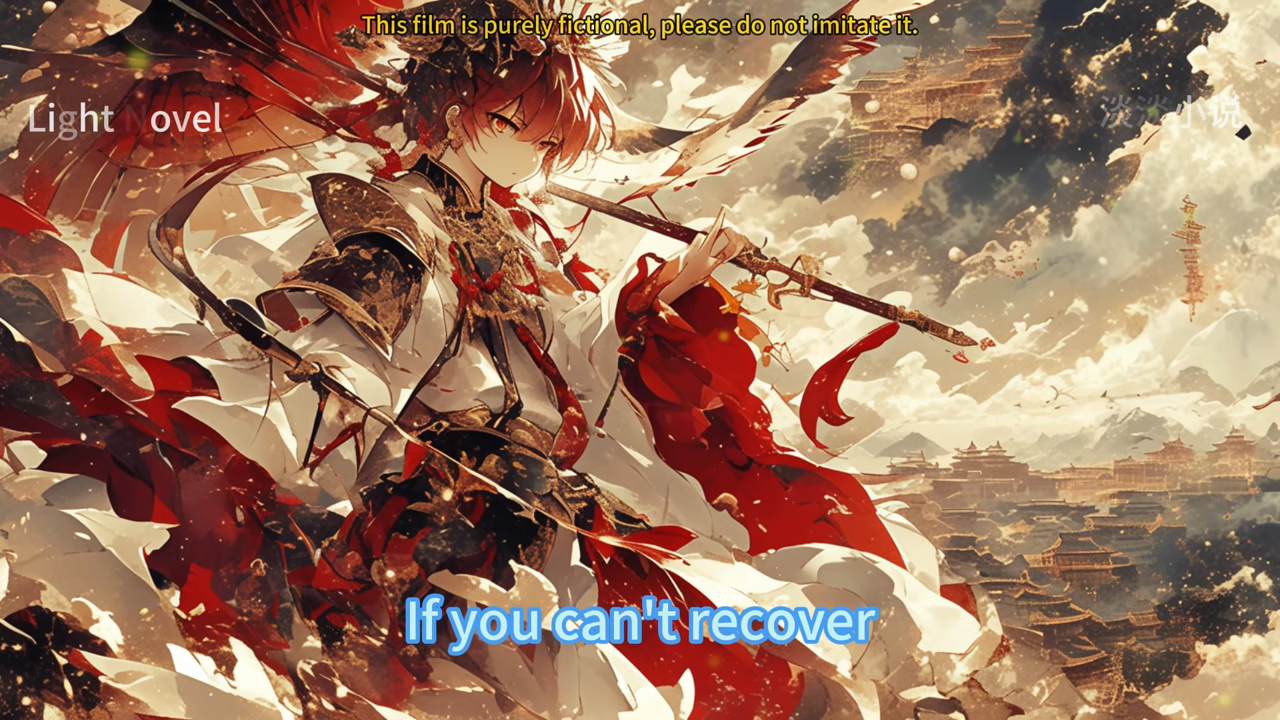 This film is purely fictional, please do not imitate it.
Light Novel
淡淡小说
If you can't recover